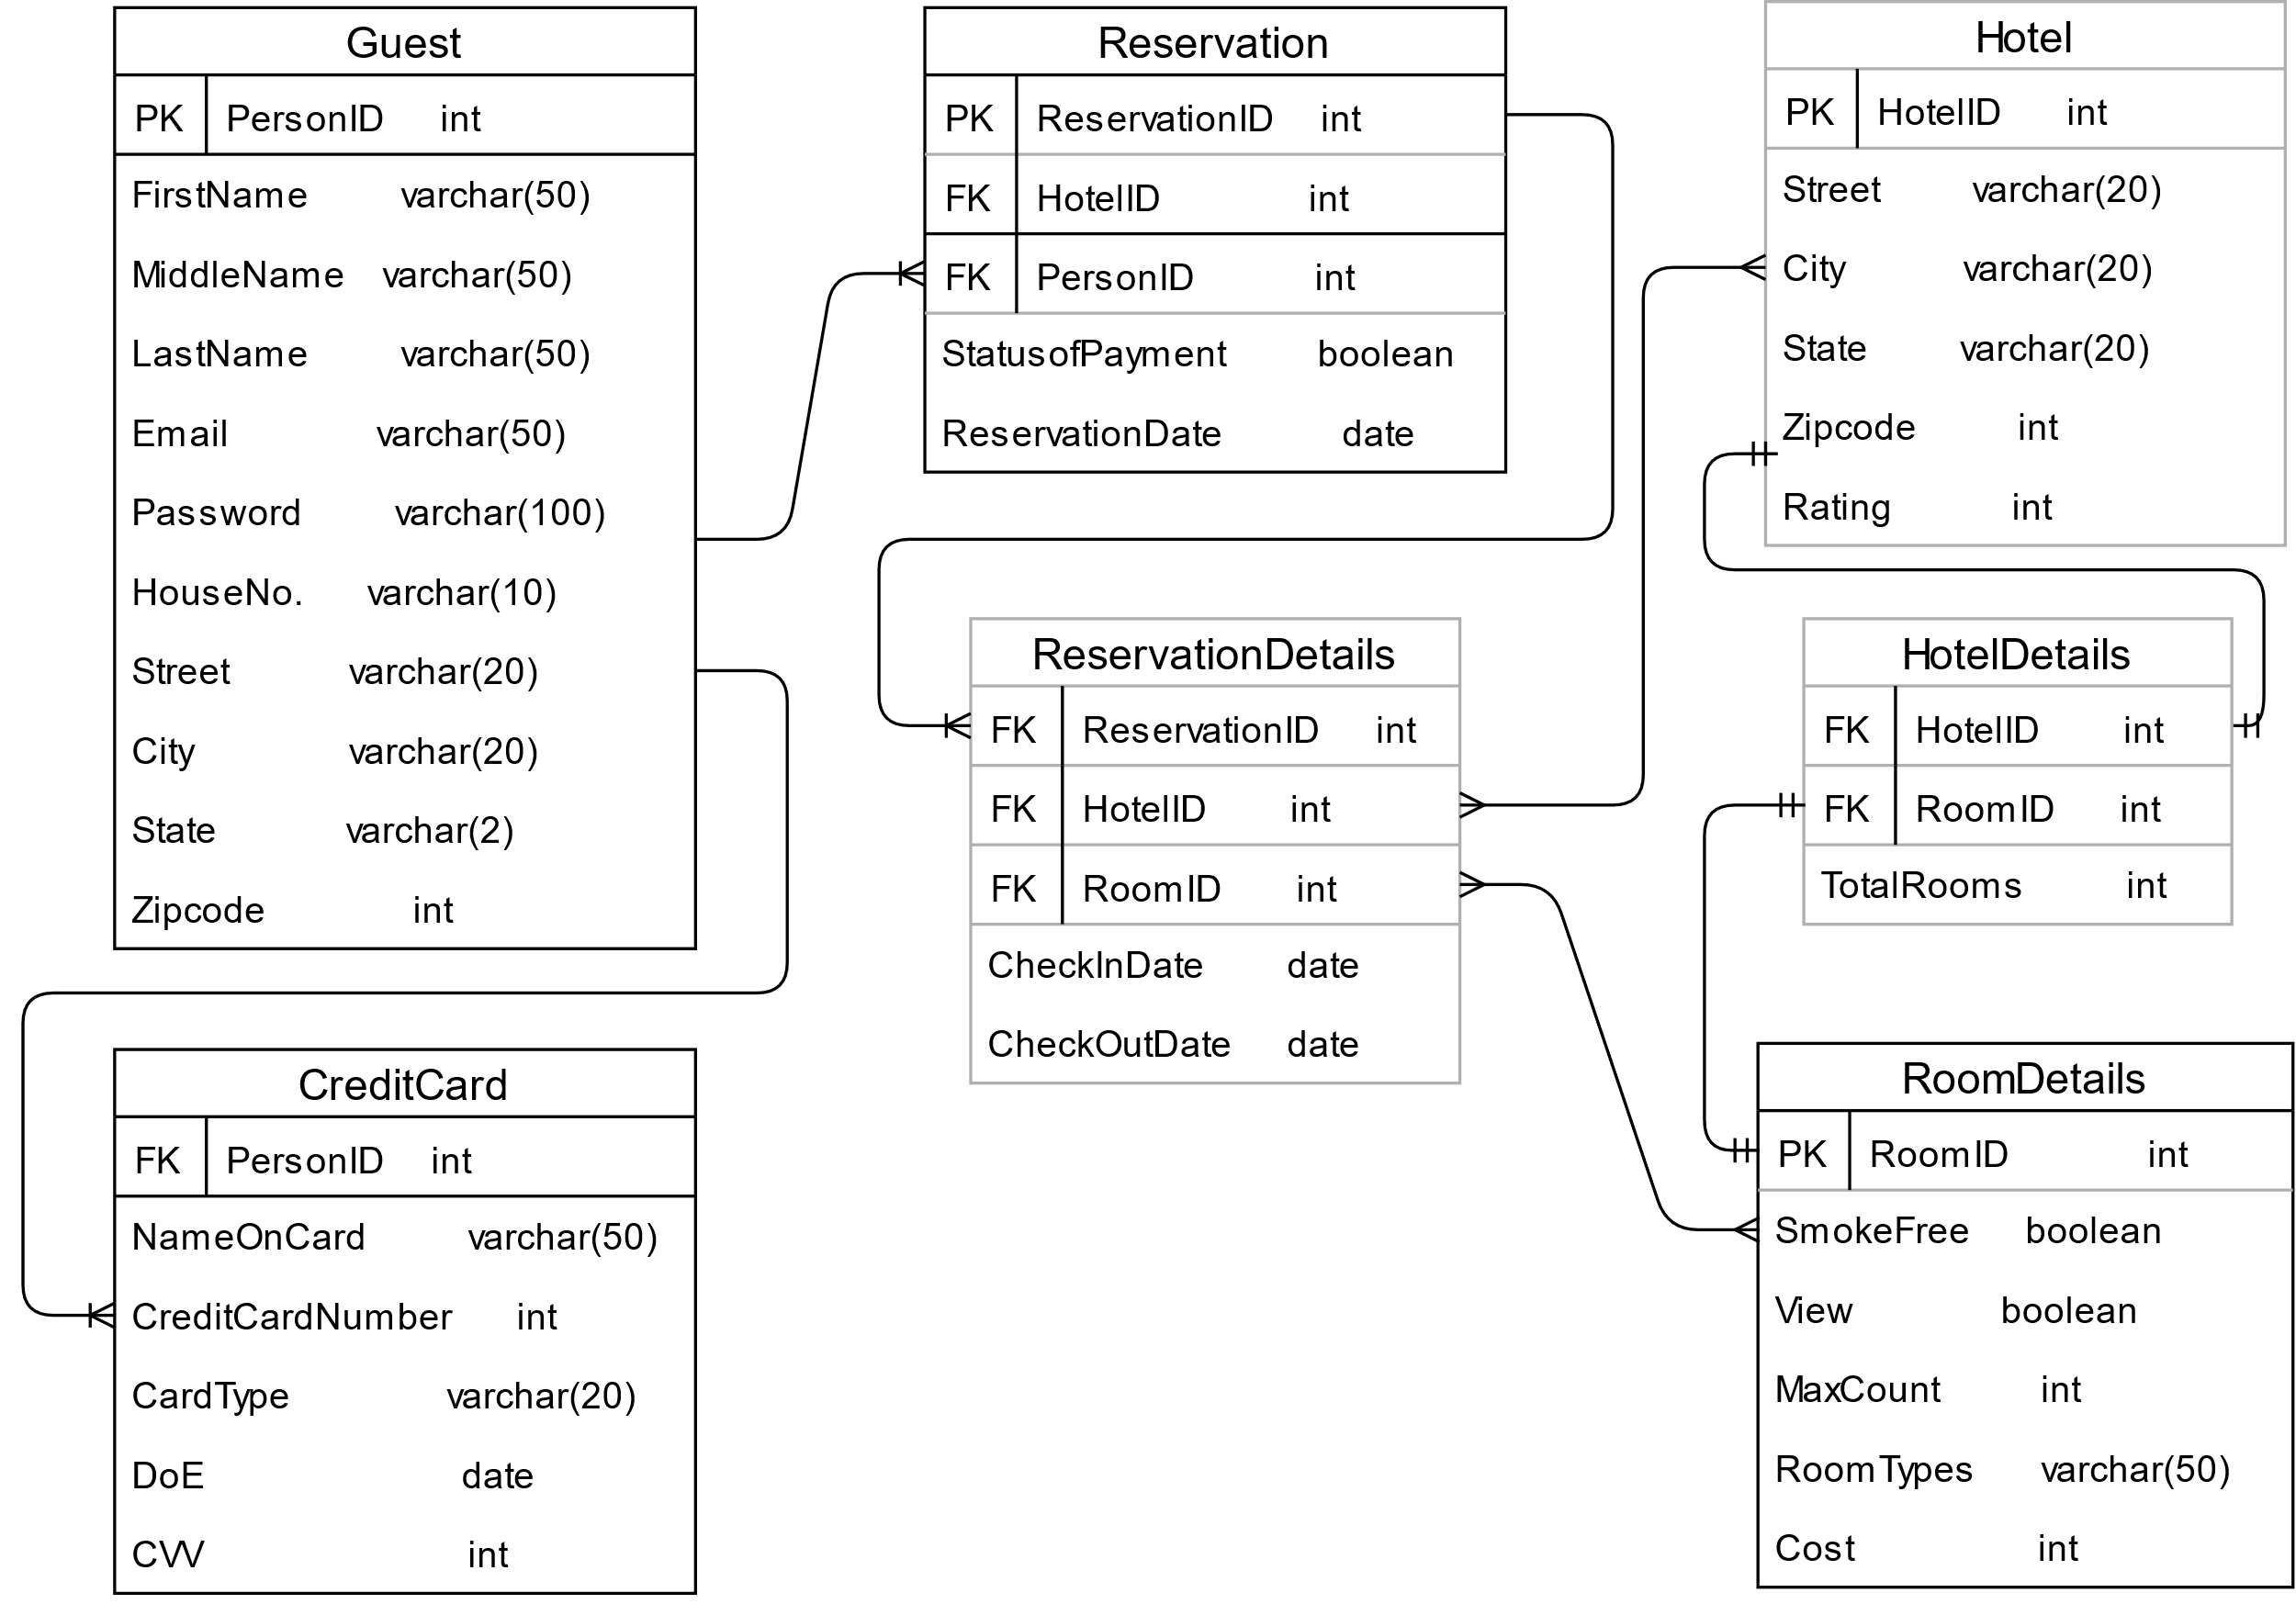 Guest
PK PersonID int
FirstName varchar(50)
MiddleName varchar(50)
LastName varchar(50)
Email varchar(50)
Password varchar(100)
HouseNo. varchar(10)
Street varchar(20)
City varchar(20)
State varchar(2)
Zipcode int
Reservation
PK ReservationID int
FK HotelID int
FK PersonID int
StatusofPayment boolean
ReservationDate date
Hotel
PK HotelID int
Street varchar(20)
City varchar(20)
State varchar(20)
Zipcode int
Rating int
ReservationDetails
FK ReservationID int
FK HotelID int
FK RoomID int
CheckInDate date
CheckOutDate date
HotelDetails
FK HotelID int
FK RoomID int
TotalRooms int
CreditCard
FK PersonID int
NameOnCard varchar(50)
CreditCardNumber int
CardType varchar(20)
DoE date
CVV int
RoomDetails
PK RoomID int
SmokeFree boolean
View boolean
MaxCount int
RoomTypes varchar(50)
Cost int